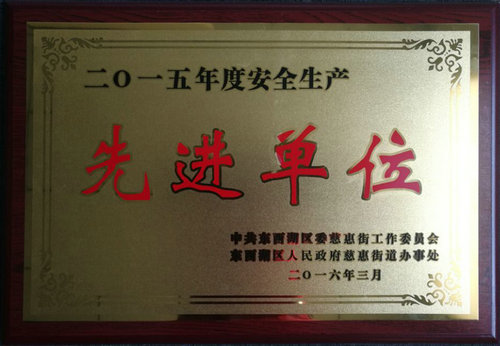 二〇一五年度安全生产
先进单位
中共东西湖区委慈惠街工作委员会
东西湖区人民政府慈惠街道办事处
二〇一六年三月